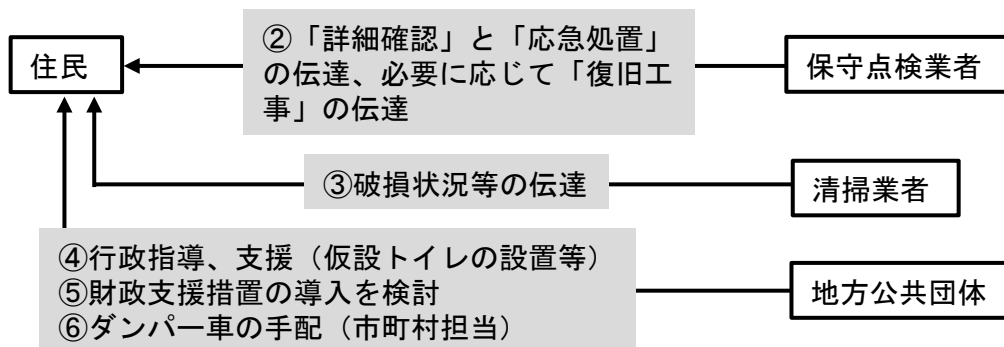 住民
②「詳細確認」と「応急処置」
の伝達、必要に応じて「復旧工
事」の伝達
保守点検業者
③破損状況等の伝達
清掃業者
④行政指導、支援（仮設トイレの設置等）
⑤財政支援措置の導入を検討
⑥ダンパー車の手配（市町村担当）
地方公共団体